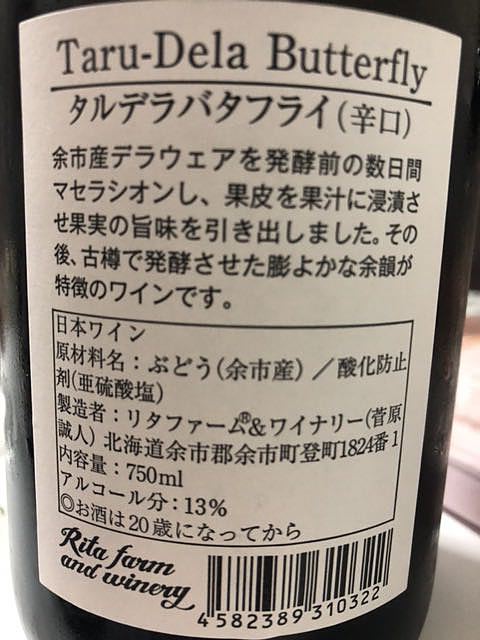 Taru-Dela Butterfly
タルデラバタフライ(辛口)
余市産デラウェアを発酵前の数日間
マセラシオンし、果皮を果汁に浸漬さ
せ果実の旨味を引き出しました。その
後、古樽で発酵させた膨よかな余韻が
特徴のワインです。
日本ワイン
原材料名：ぶどう(余市産)／酸化防止
剤(亜硫酸塩)
製造者：リタファーム®&ワイナリー(菅原
誠人) 北海道余市郡余市町登町1824番1
内容量：750ml
アルコール分：13%
◎お酒は20歳になってから
Rita farm
and winery
4 582389 310322